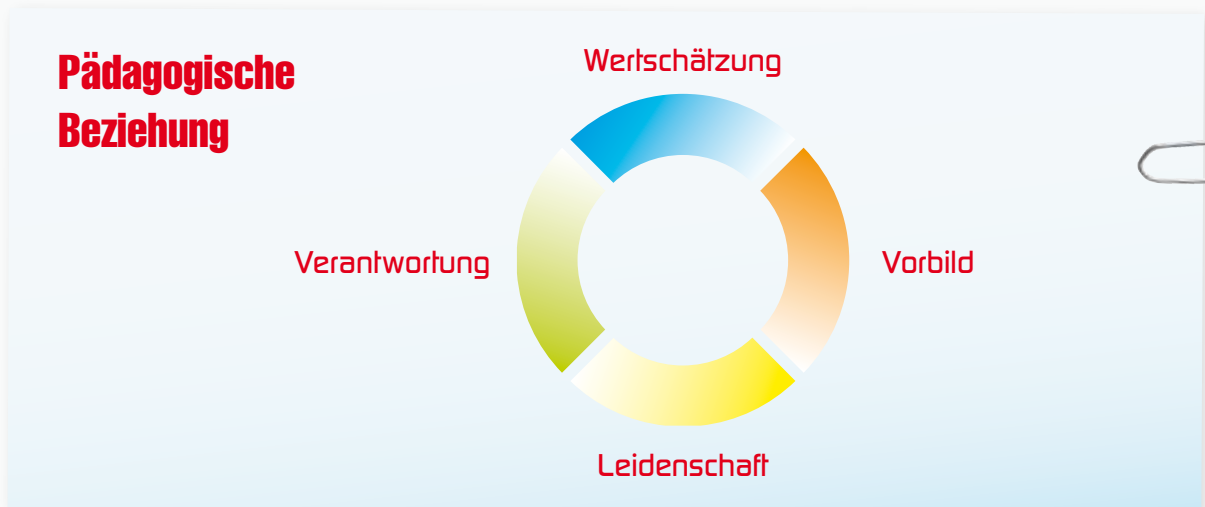 Pädagogische
Beziehung
Wertschätzung
Verantwortung
Vorbild
Leidenschaft